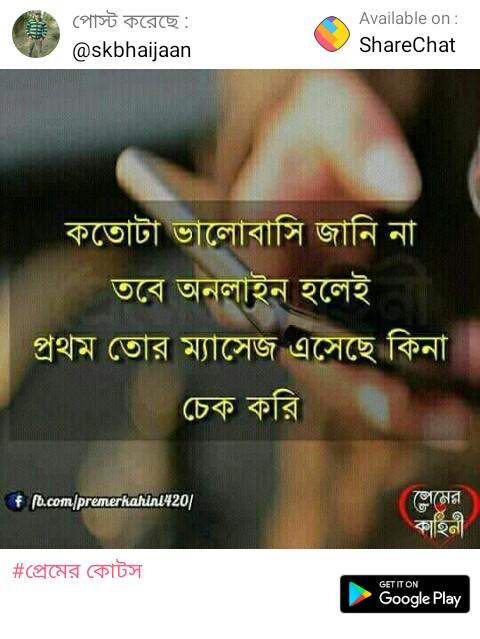 পোস্ট করেছে :
@skbhaijaan
Available on :
ShareChat
কতোটা ভালোবাসি জানি না
তবে অনলাইন হলেই
প্রথম তোর ম্যাসেজ এসেছে কিনা
চেক করি
f fb.com/premerkahini420/
প্রেমের
কাহিনী
#প্রেমের কোটস
GET IT ON
Google Play